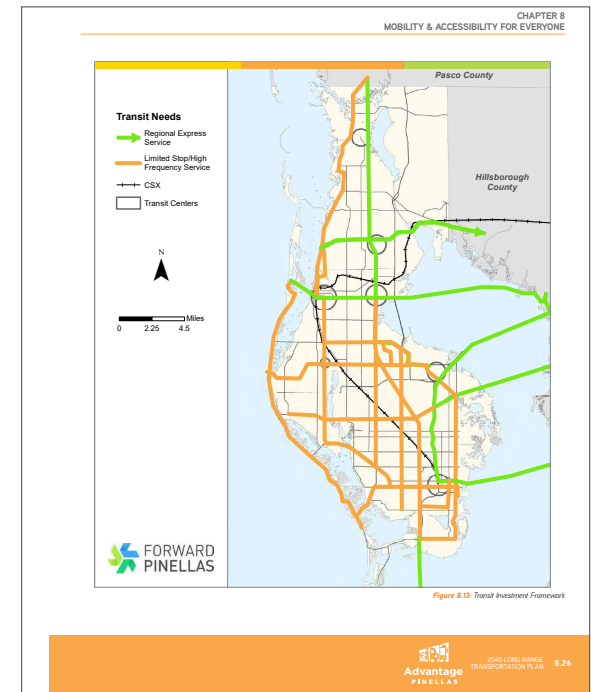 CHAPTER 8
MOBILITY & ACCESSIBILITY FOR EVERYONE
Pasco County
Transit Needs
Regional Express
Service
Limited Stop/High
Frequency Service
CSX
Transit Centers
Hillsborough
County
N
Miles
0 2.25 4.5
FORWARD
PINELLAS
Figure 8.13: Transit Investment Framework
Advantage
PINELLAS
2045 LONG RANGE
TRANSPORTATION PLAN
8.26